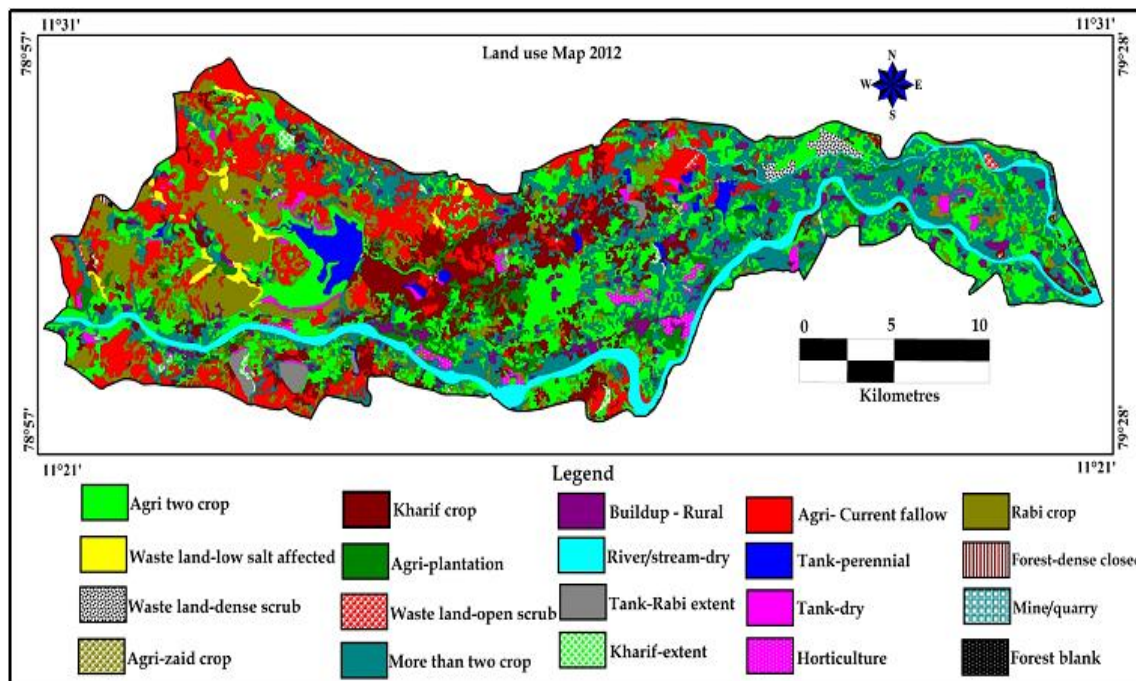 11°31'
11°31'
78°57'
79°28'
Land use Map 2012
N
W E
S
0 5 10
Kilometres
78°57'
79°28'
11°21'
11°21'
Legend
Agri two crop
Kharif crop
Buildup - Rural
Agri- Current fallow
Rabi crop
Waste land-low salt affected
Agri-plantation
River/stream-dry
Tank-perennial
Forest-dense closed
Waste land-dense scrub
Waste land-open scrub
Tank-Rabi extent
Tank-dry
Mine/quarry
Agri-zaid crop
More than two crop
Kharif-extent
Horticulture
Forest blank